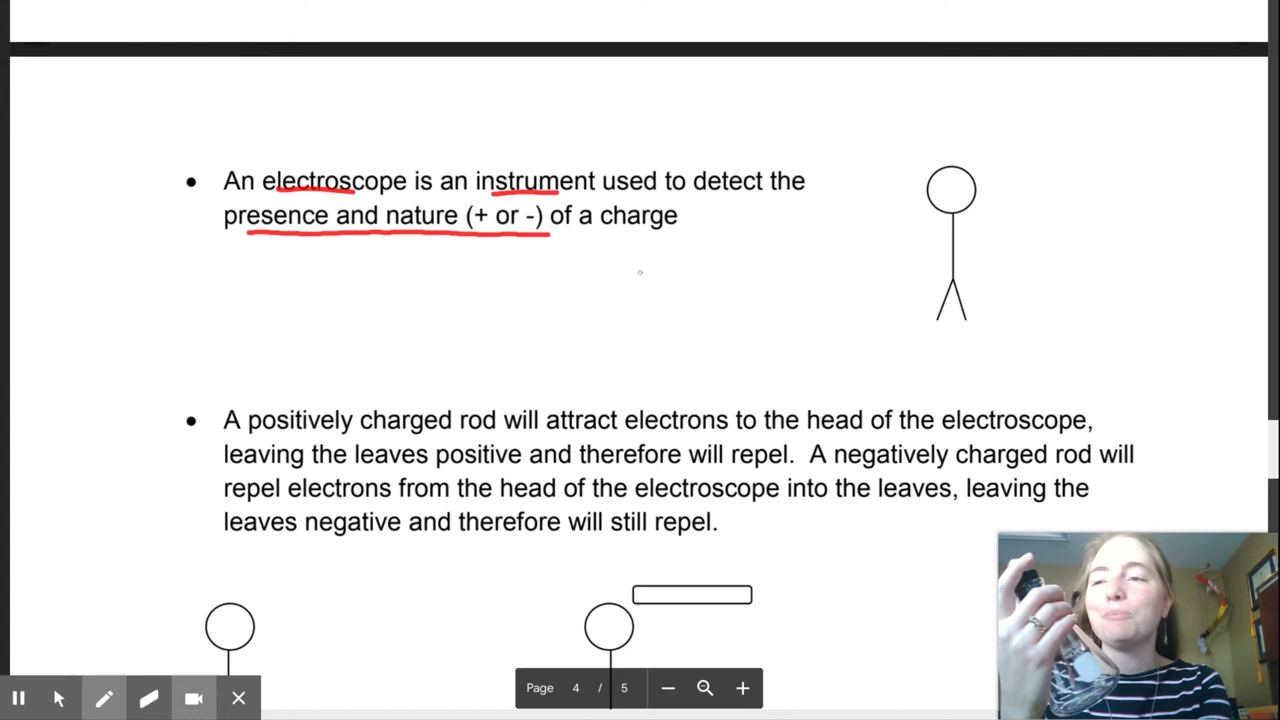 An electroscope is an instrument used to detect the
presence and nature (+ or -) of a charge
A positively charged rod will attract electrons to the head of the electroscope,
leaving the leaves positive and therefore will repel.  A negatively charged rod will
repel electrons from the head of the electroscope into the leaves, leaving the
leaves negative and therefore will still repel.
Page 4 / 5